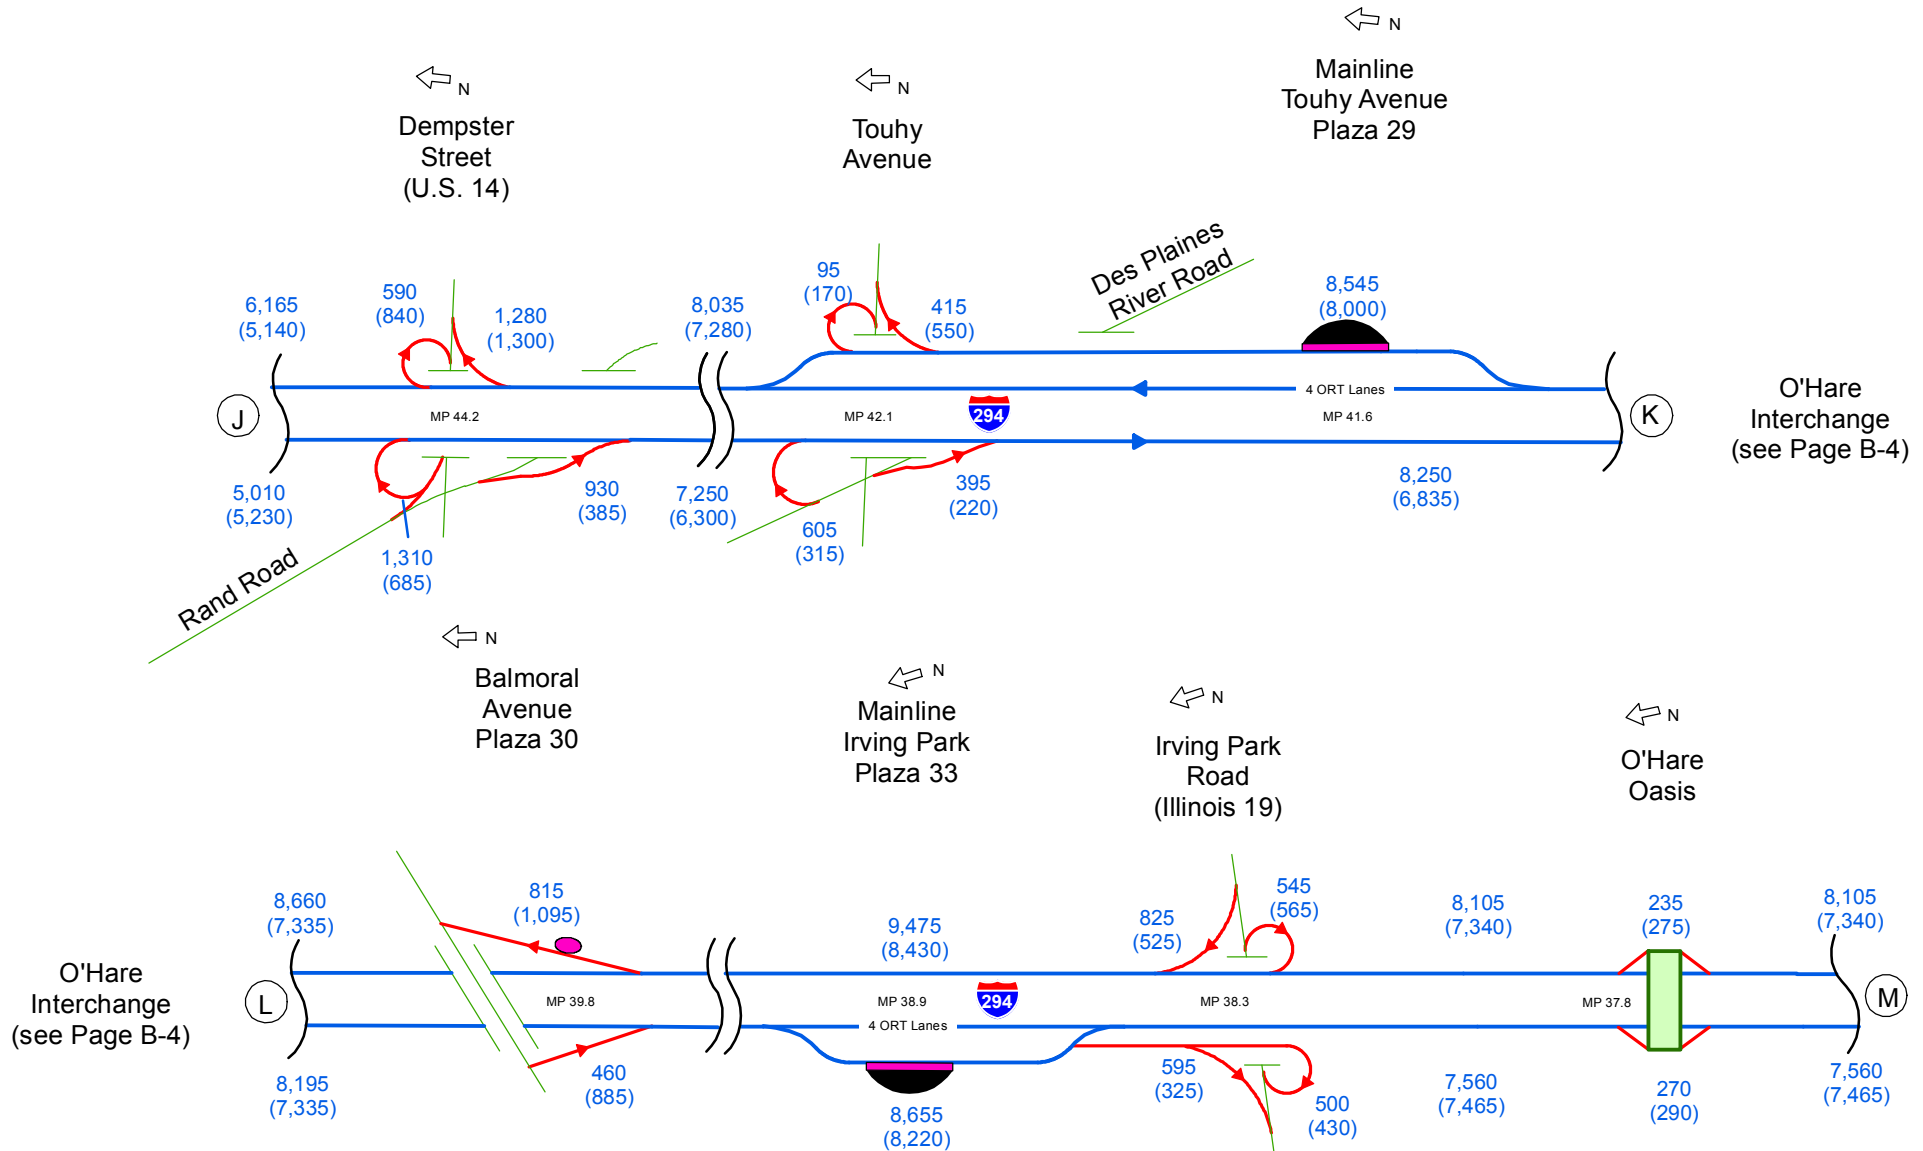 N
Mainline
Touhy Avenue
Plaza 29
N
Dempster
Street
(U.S. 14)
N
Touhy
Avenue
Des Plaines
River Road
6,165
(5,140)
590
(840)
1,280
(1,300)
8,035
(7,280)
95
(170)
415
(550)
8,545
(8,000)
J
MP 44.2
MP 42.1
294
4 ORT Lanes
MP 41.6
K
O'Hare
Interchange
(see Page B-4)
5,010
(5,230)
1,310
(685)
930
(385)
7,250
(6,300)
605
(315)
395
(220)
8,250
(6,835)
Rand Road
N
Balmoral
Avenue
Plaza 30
N
Mainline
Irving Park
Plaza 33
N
Irving Park
Road
(Illinois 19)
N
O'Hare
Oasis
8,660
(7,335)
815
(1,095)
9,475
(8,430)
825
(525)
545
(565)
8,105
(7,340)
235
(275)
8,105
(7,340)
O'Hare
Interchange
(see Page B-4)
L
MP 39.8
MP 38.9
4 ORT Lanes
294
MP 38.3
MP 37.8
M
8,195
(7,335)
460
(885)
8,655
(8,220)
595
(325)
500
(430)
7,560
(7,465)
270
(290)
7,560
(7,465)